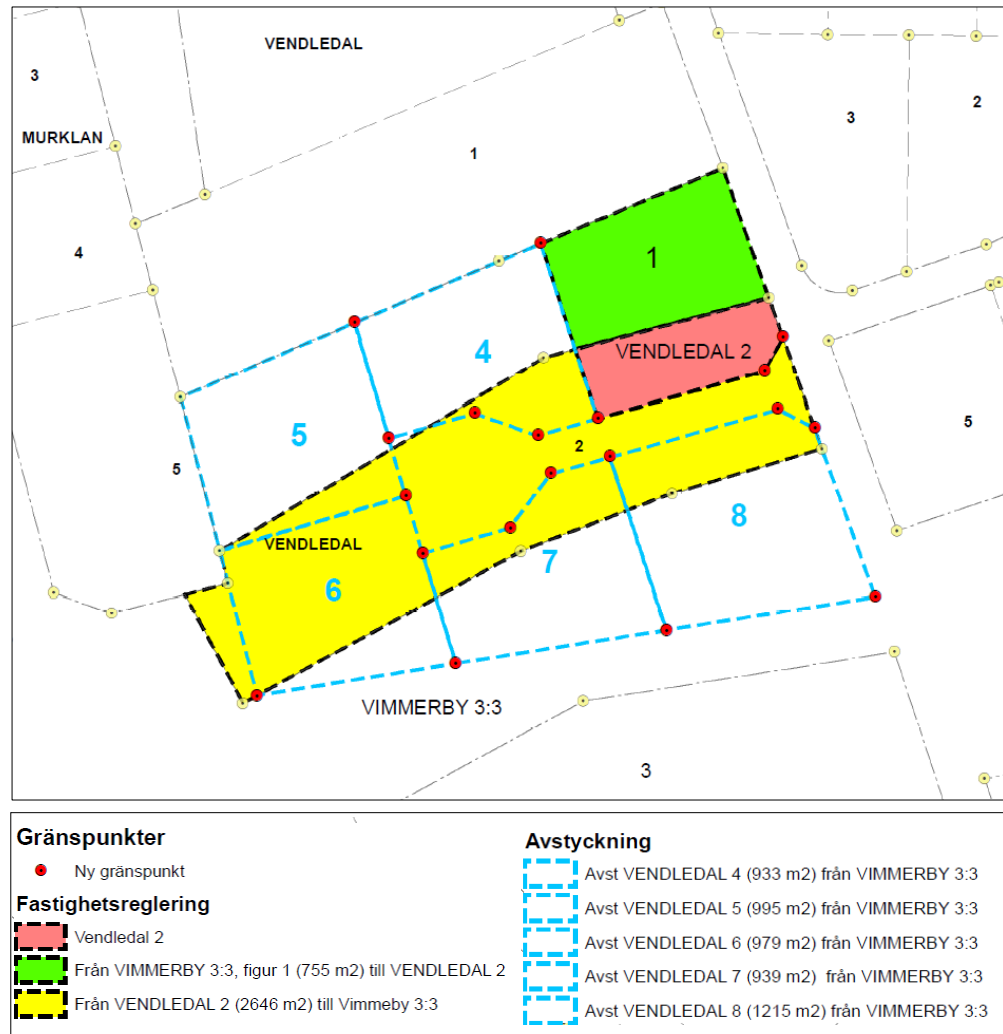 VENDLEDAL
3
2
3
MURKLAN
1
4
1
4
VENDLEDAL 2
5
5
2
5
8
VENDLEDAL
7
6
VIMMERBY 3:3
3
Gränspunkter
Ny gränspunkt
Fastighetsreglering
Vendledal 2
Från VIMMERBY 3:3, figur 1 (755 m2) till VENDLEDAL 2
Från VENDLEDAL 2 (2646 m2) till Vimmeby 3:3
Avstyckning
Avst VENDLEDAL 4 (933 m2) från VIMMERBY 3:3
Avst VENDLEDAL 5 (995 m2) från VIMMERBY 3:3
Avst VENDLEDAL 6 (979 m2) från VIMMERBY 3:3
Avst VENDLEDAL 7 (939 m2) från VIMMERBY 3:3
Avst VENDLEDAL 8 (1215 m2) från VIMMERBY 3:3